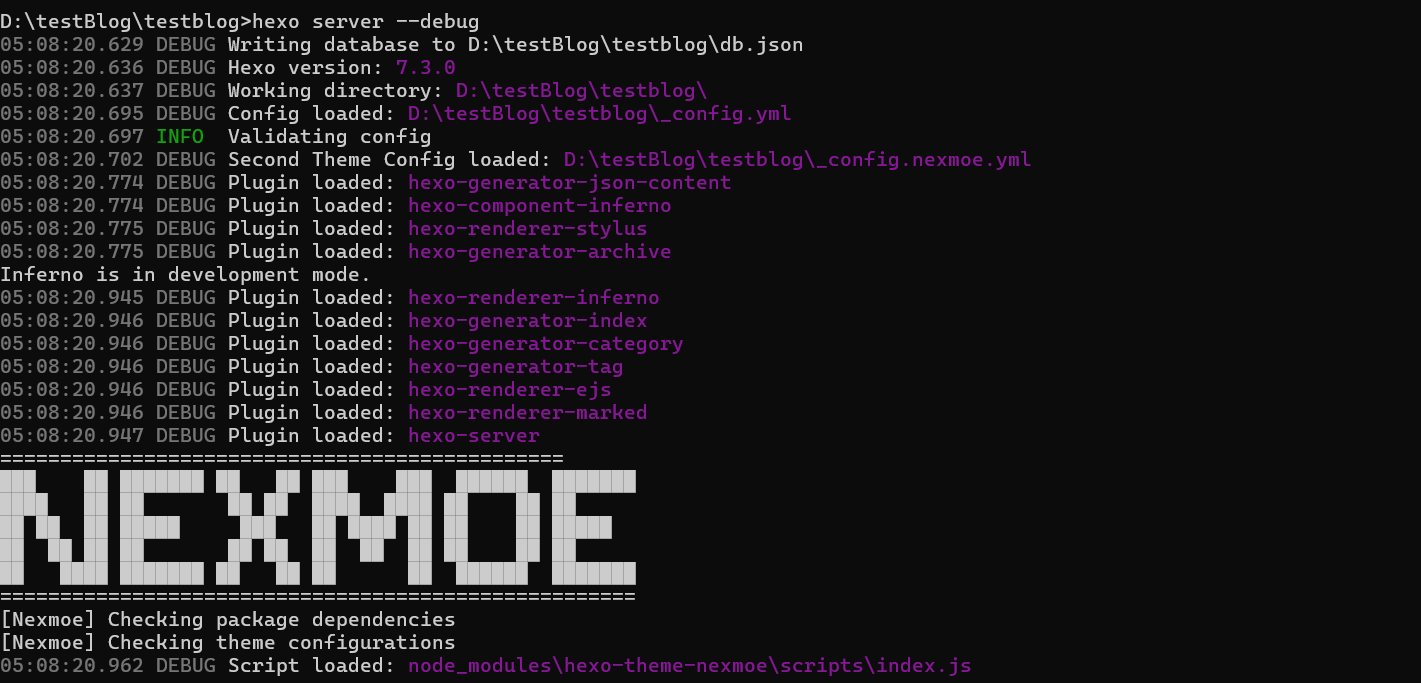 D:\testBlog\testblog>hexo server --debug
05:08:20.629 DEBUG Writing database to D:\testBlog\testblog\db.json
05:08:20.636 DEBUG Hexo version: 7.3.0
05:08:20.637 DEBUG Working directory: D:\testBlog\testblog\
05:08:20.695 DEBUG Config loaded: D:\testBlog\testblog\_config.yml
05:08:20.697 INFO  Validating config
05:08:20.702 DEBUG Second Theme Config loaded: D:\testBlog\testblog\_config.nexmoe.yml
05:08:20.774 DEBUG Plugin loaded: hexo-generator-json-content
05:08:20.774 DEBUG Plugin loaded: hexo-component-inferno
05:08:20.775 DEBUG Plugin loaded: hexo-renderer-stylus
05:08:20.775 DEBUG Plugin loaded: hexo-generator-archive
Inferno is in development mode.
05:08:20.945 DEBUG Plugin loaded: hexo-renderer-inferno
05:08:20.946 DEBUG Plugin loaded: hexo-generator-index
05:08:20.946 DEBUG Plugin loaded: hexo-generator-category
05:08:20.946 DEBUG Plugin loaded: hexo-generator-tag
05:08:20.946 DEBUG Plugin loaded: hexo-renderer-ejs
05:08:20.946 DEBUG Plugin loaded: hexo-renderer-marked
05:08:20.947 DEBUG Plugin loaded: hexo-server
===============================================
NEXMOE
=====================================================
[Nexmoe] Checking package dependencies
[Nexmoe] Checking theme configurations
05:08:20.962 DEBUG Script loaded: node_modules\hexo-theme-nexmoe\scripts\index.js